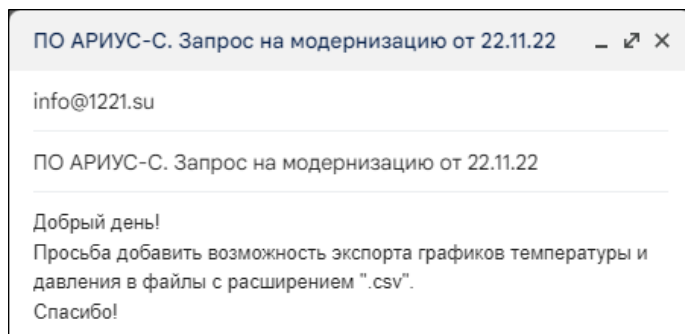 ПО АРИУС-С. Запрос на модернизацию от 22.11.22
info@1221.su
ПО АРИУС-С. Запрос на модернизацию от 22.11.22
Добрый день!
Просьба добавить возможность экспорта графиков температуры и
давления в файлы с расширением ".csv".
Спасибо!